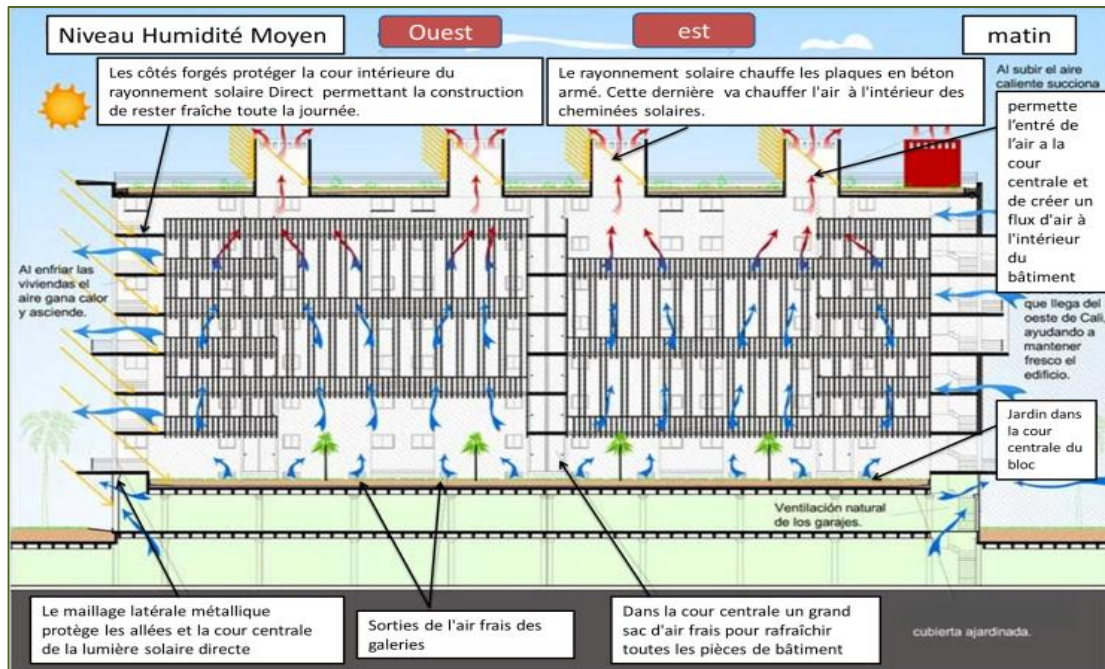 Niveau Humidité Moyen
Ouest
est
matin
Les côtés forgés protéger la cour intérieure du
rayonnement solaire Direct permettant la construction
de rester fraîche toute la journée.
Le rayonnement solaire chauffe les plaques en béton
armé. Cette dernière va chauffer l'air à l'intérieur des
cheminées solaires.
Al subir el aire
caliente succiona
permette
l'entré de
l'air a la
cour
centrale et
de créer un
flux d'air à
l'intérieur
du
bâtiment
Al enfriar las
viviendas el
aire gana calor
y asciende.
que llega del
oeste de Cali,
ayudando a
mantener
fresco el
edificio.
Jardin dans
la cour
centrale du
bloc
Ventilación natural
de los garajes.
Le maillage latérale métallique
protège les allées et la cour centrale
de la lumière solaire directe
Sorties de l'air frais des
galeries
Dans la cour centrale un grand
sac d'air frais pour rafraîchir
toutes les pièces de bâtiment
cubierta ajardinada.